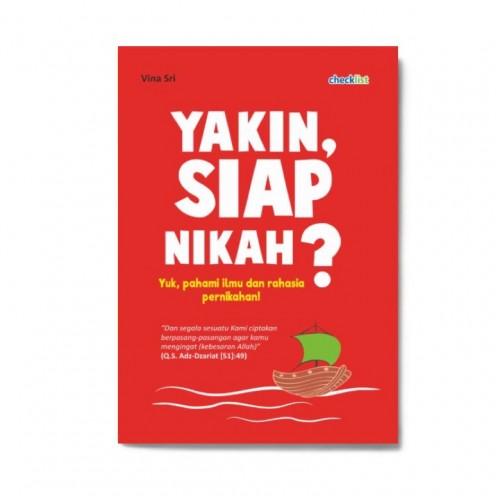 Vina Sri
checklist
YAKIN,
SIAP
NIKAH?
Yuk, pahami ilmu dan rahasia
pernikahan!
"Dan segala sesuatu Kami ciptakan
berpasang-pasangan agar kamu
mengingat (kebesaran Allah)"
(Q.S. Adz-Dzariat [51]:49)